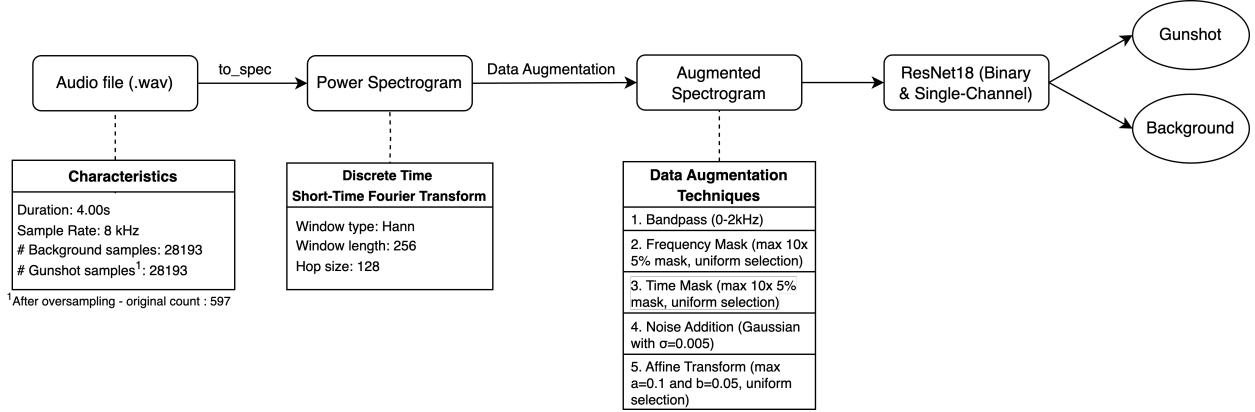 Audio file (.wav)
to_spec
Power Spectrogram
Data Augmentation
Augmented
Spectrogram
ResNet18 (Binary
& Single-Channel)
Gunshot
Background
Characteristics
Duration: 4.00s
Sample Rate: 8 kHz
# Background samples: 28193
# Gunshot samples¹: 28193
¹After oversampling - original count : 597
Discrete Time
Short-Time Fourier Transform
Window type: Hann
Window length: 256
Hop size: 128
Data Augmentation
Techniques
1. Bandpass (0-2kHz)
2. Frequency Mask (max 10x
5% mask, uniform selection)
3. Time Mask (max 10x 5%
mask, uniform selection)
4. Noise Addition (Gaussian
with σ=0.005)
5. Affine Transform (max
a=0.1 and b=0.05, uniform
selection)